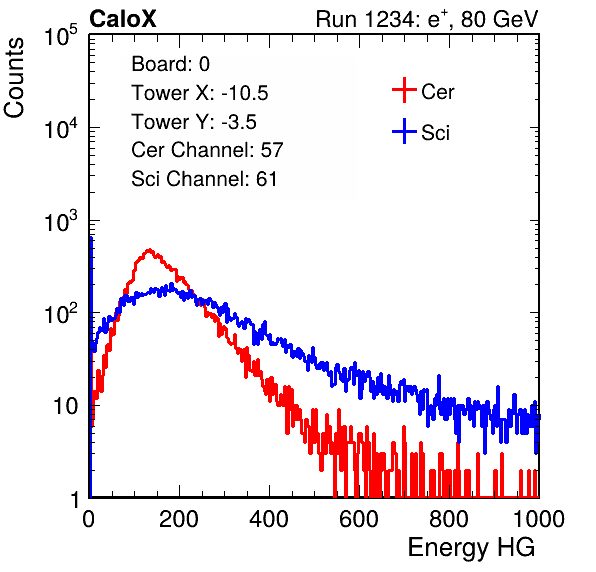 CaloX Run 1234: e⁺, 80 GeV
Counts
10⁵
10⁴
10³
10²
10
1
Board: 0
Tower X: -10.5
Tower Y: -3.5
Cer Channel: 57
Sci Channel: 61
Cer
Sci
0 200 400 600 800 1000
Energy HG